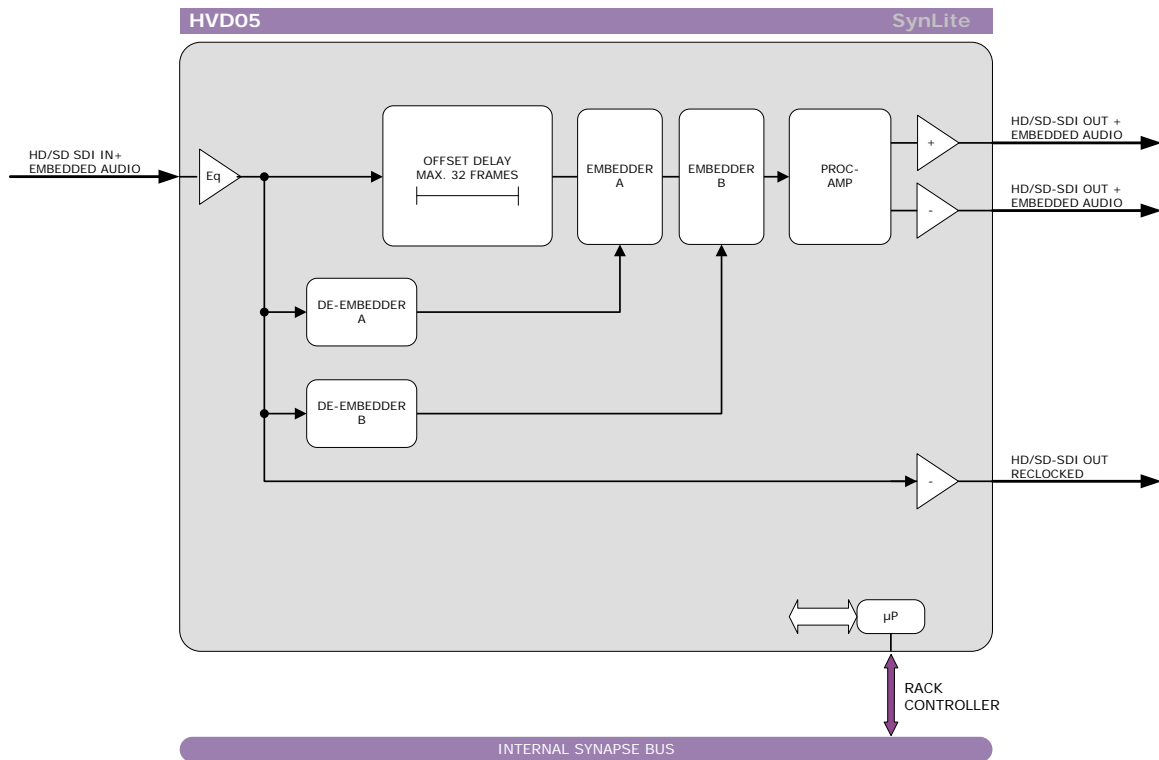 HVD05
SynLite
HD/SD SDI IN+
EMBEDDED AUDIO
Eq
OFFSET DELAY
MAX. 32 FRAMES
EMBEDDER
A
EMBEDDER
B
PROC-
AMP
+
-
HD/SD-SDI OUT +
EMBEDDED AUDIO
HD/SD-SDI OUT +
EMBEDDED AUDIO
DE-EMBEDDER
A
DE-EMBEDDER
B
-
HD/SD-SDI OUT
RECLOCKED
µP
RACK
CONTROLLER
INTERNAL SYNAPSE BUS